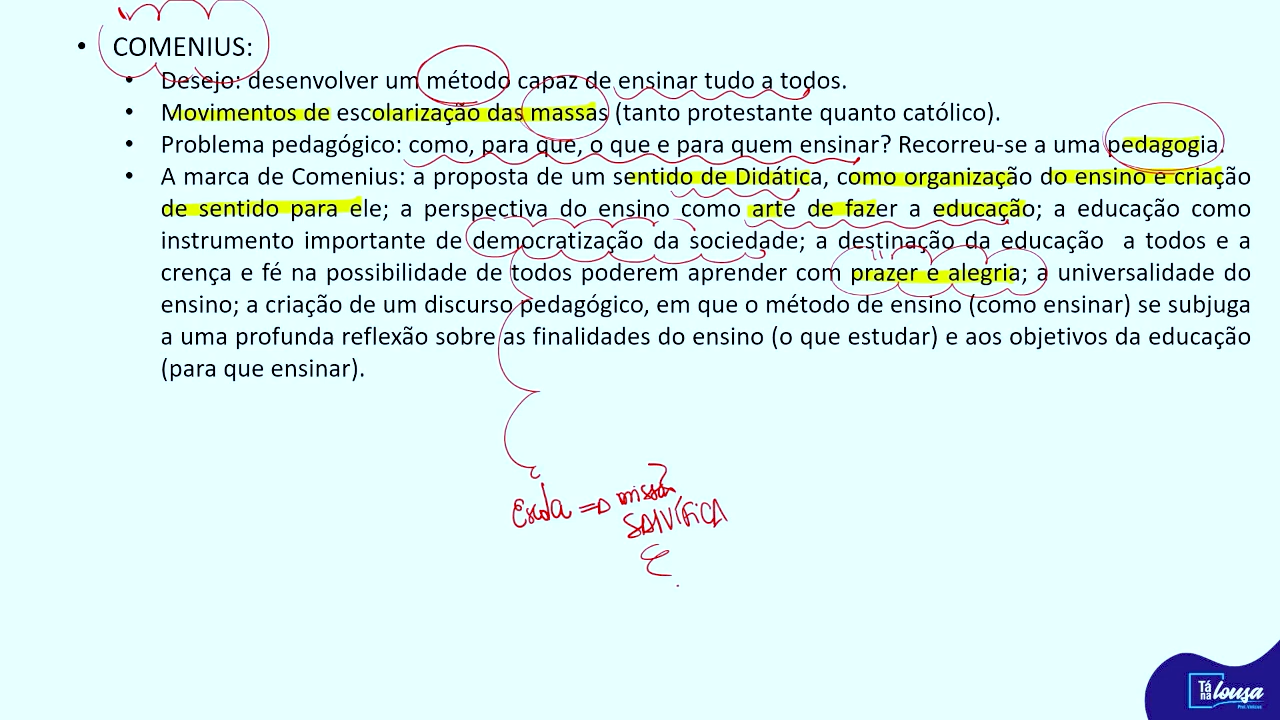 • COMENIUS:
• Desejo: desenvolver um método capaz de ensinar tudo a todos.
• Movimentos de escolarização das massas (tanto protestante quanto católico).
• Problema pedagógico: como, para que, o que e para quem ensinar? Recorreu-se a uma pedagogia.
• A marca de Comenius: a proposta de um sentido de Didática, como organização do ensino e criação
de sentido para ele; a perspectiva do ensino como arte de fazer a educação; a educação como
instrumento importante de democratização da sociedade; a destinação da educação a todos e a
crença e fé na possibilidade de todos poderem aprender com prazer e alegria; a universalidade do
ensino; a criação de um discurso pedagógico, em que o método de ensino (como ensinar) se subjuga
a uma profunda reflexão sobre as finalidades do ensino (o que estudar) e aos objetivos da educação
(para que ensinar).
Escola => missão
SALVÍFICA
Tá
na lousa
Prof. Vinícius